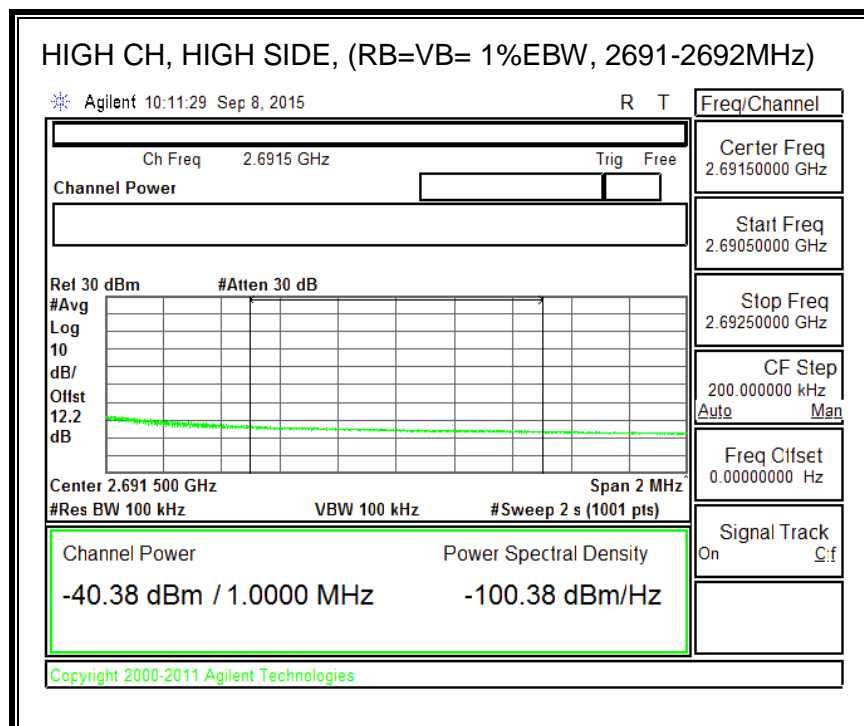 HIGH CH, HIGH SIDE, (RB=VB= 1%EBW, 2691-2692MHz)
Agilent 10:11:29 Sep 8, 2015 R T
Freq/Channel
Ch Freq 2.6915 GHz Trig Free
Channel Power
Center Freq
2.69150000 GHz
Start Freq
2.69050000 GHz
Stop Freq
2.69250000 GHz
CF Step
200.000000 kHz
Auto Man
Freq Offset
0.00000000 Hz
Signal Track
On Off
Ref 30 dBm #Atten 30 dB
#Avg
Log
10
dB/
Offst
12.2
dB
Center 2.691 500 GHz Span 2 MHz
#Res BW 100 kHz VBW 100 kHz #Sweep 2 s (1001 pts)
Channel Power Power Spectral Density
-40.38 dBm / 1.0000 MHz -100.38 dBm/Hz
Copyright 2000-2011 Agilent Technologies